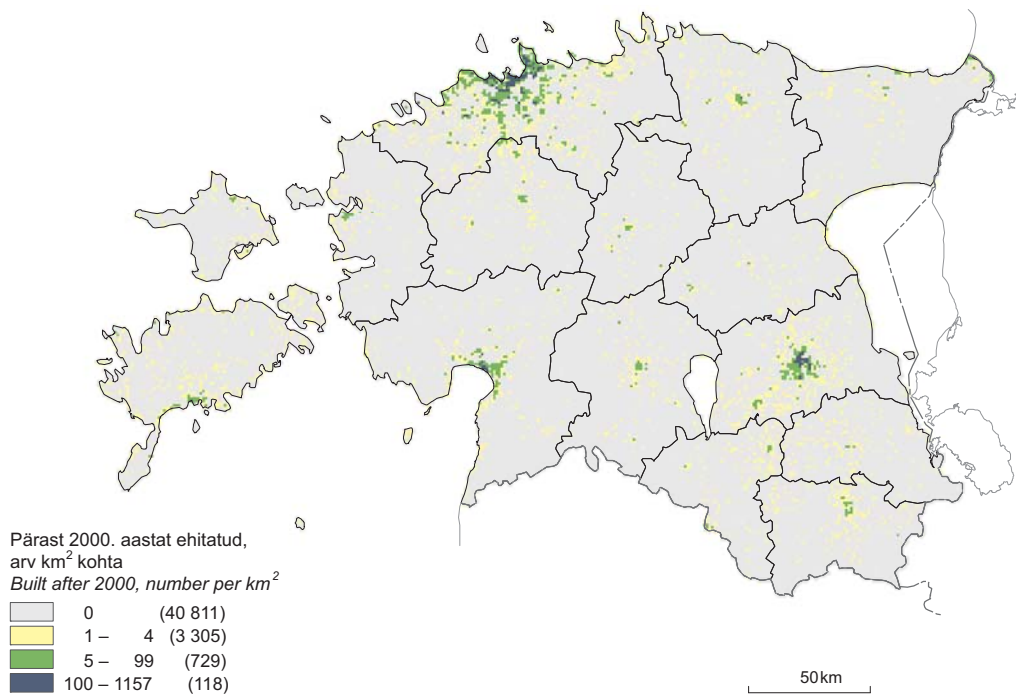 Pärast 2000. aastat ehitatud,
arv km² kohta
Built after 2000, number per km²
0 (40 811)
1 – 4 (3 305)
5 – 99 (729)
100 – 1157 (118)
50 km